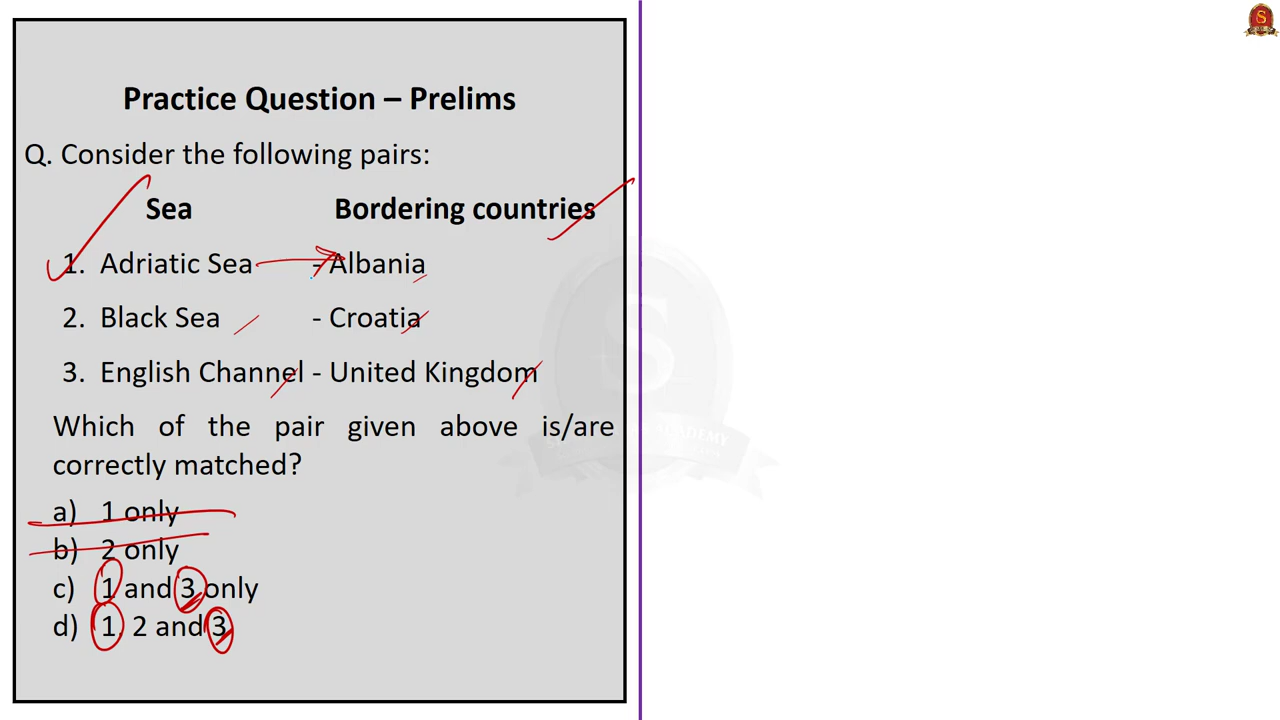 Practice Question – Prelims
Q. Consider the following pairs:
Sea Bordering countries
1. Adriatic Sea - Albania
2. Black Sea - Croatia
3. English Channel - United Kingdom
Which of the pair given above is/are
correctly matched?
a) 1 only
b) 2 only
c) 1 and 3 only
d) 1, 2 and 3
S
ACADEMY